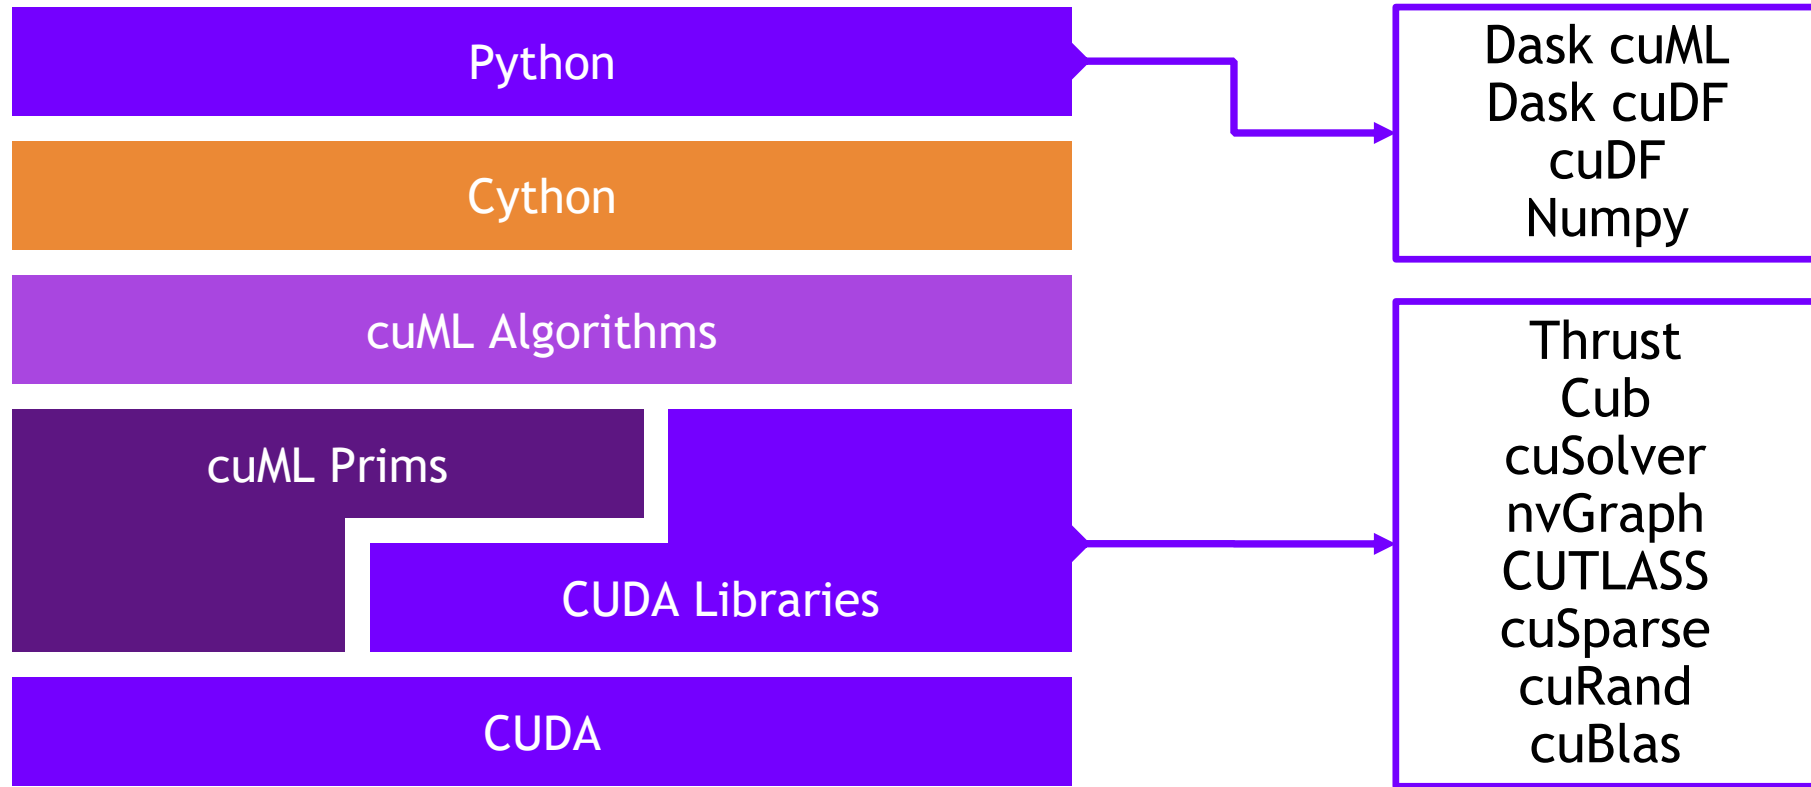 Python
Cython
cuML Algorithms
cuML Prims
CUDA Libraries
CUDA
Dask cuML
Dask cuDF
cuDF
Numpy
Thrust
Cub
cuSolver
nvGraph
CUTLASS
cuSparse
cuRand
cuBlas